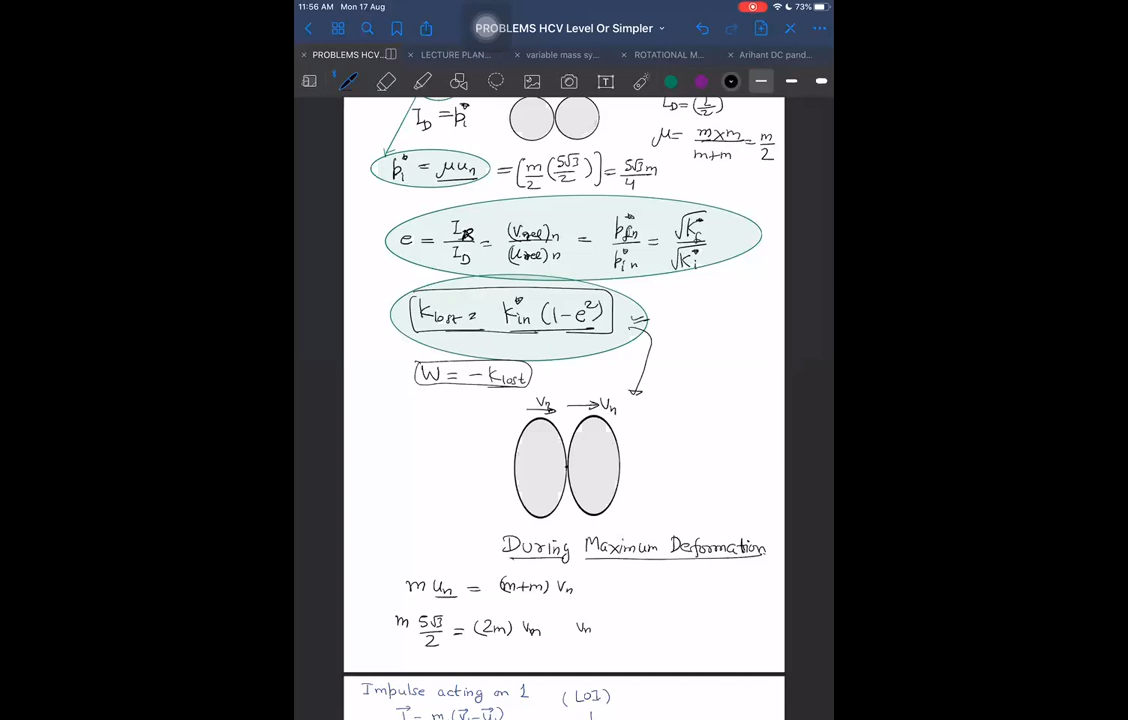 11:56 AM Mon 17 Aug
73%
PROBLEMS HCV Level Or Simpler
PROBLEMS HCV...
LECTURE PLAN...
variable mass sy...
ROTATIONAL M...
Arihant DC pand...
I_D = p_i*
I_D = (1/2)
μ = (m×m)/(m+m) = m/2
p_i* = μu_n = [m/2 (5√3/2)] = 5√3m/4
e = I_R/I_D = (V_rel)_n/(U_rel)_n = p_fn*/p_in* = √K_f*/√K_i*
K_lost = K_in* (1-e²)
W = -K_lost
V_n V_n
During Maximum Deformation
m u_n = (m+m) V_n
m 5√3/2 = (2m) V_n V_n
Impulse acting on 1 (LOI)